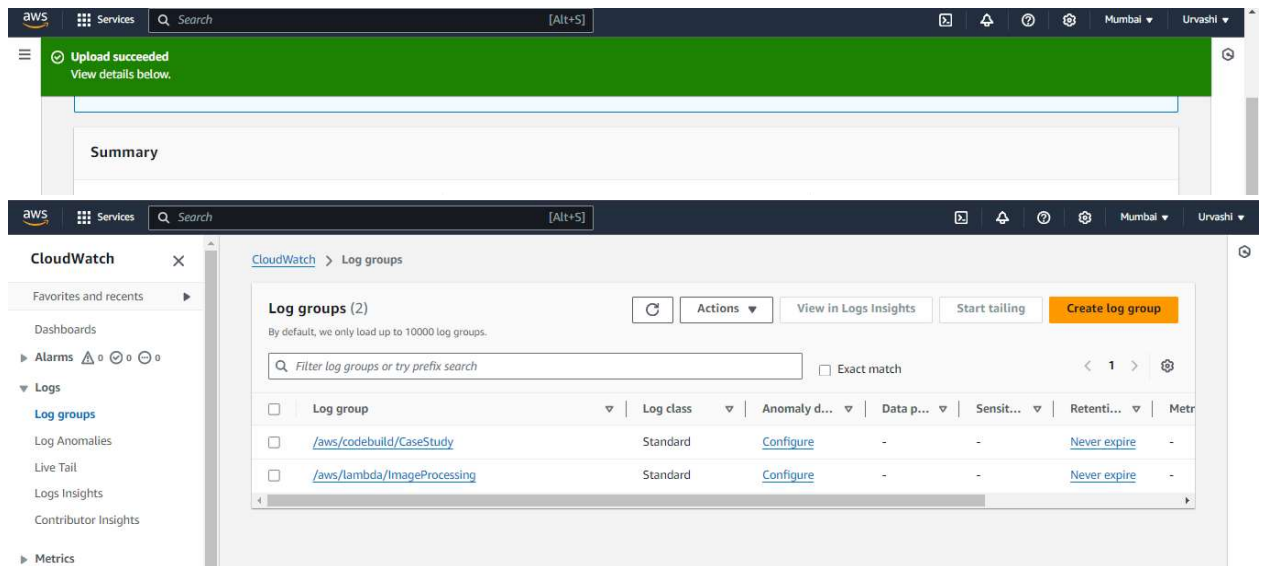 aws Services Search [Alt+S] Mumbai Urvashi
Upload succeeded
View details below.
Summary
aws Services Search [Alt+S] Mumbai Urvashi
CloudWatch
Favorites and recents
Dashboards
Alarms 0 0 0
Logs
Log groups
Log Anomalies
Live Tail
Logs Insights
Contributor Insights
Metrics
CloudWatch > Log groups
Log groups (2) Actions View in Logs Insights Start tailing Create log group
By default, we only load up to 10000 log groups.
Filter log groups or try prefix search Exact match 1
Log group Log class Anomaly d... Data p... Sensit... Retenti... Metr
/aws/codebuild/CaseStudy Standard Configure - - Never expire -
/aws/lambda/ImageProcessing Standard Configure - - Never expire -